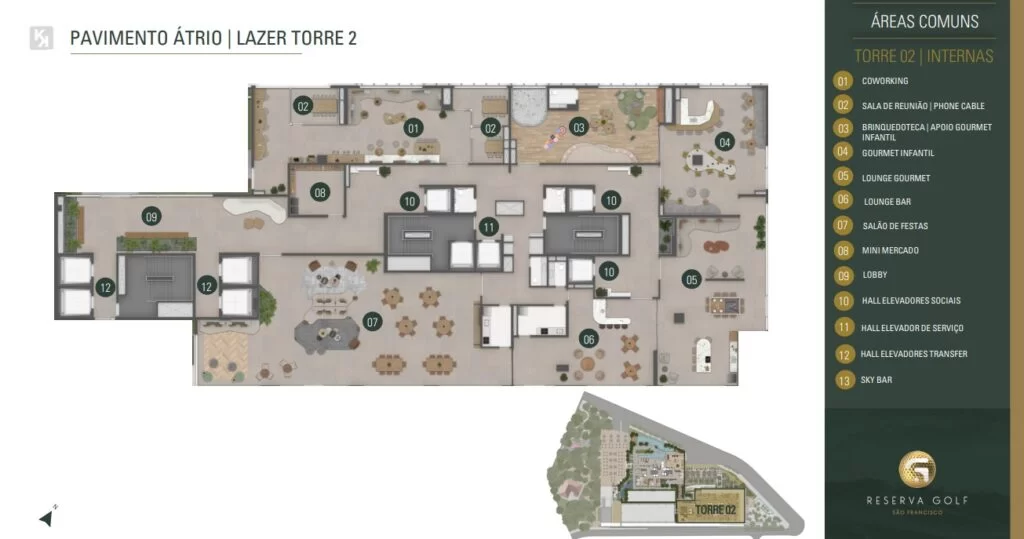 PAVIMENTO ÁTRIO | LAZER TORRE 2
ÁREAS COMUNS
TORRE 02 | INTERNAS
01 COWORKING
02 SALA DE REUNIÃO | PHONE CABLE
03 BRINQUEDOTECA | APOIO GOURMET
INFANTIL
04 GOURMET INFANTIL
05 LOUNGE GOURMET
06 LOUNGE BAR
07 SALÃO DE FESTAS
08 MINI MERCADO
09 LOBBY
10 HALL ELEVADORES SOCIAIS
11 HALL ELEVADOR DE SERVIÇO
12 HALL ELEVADORES TRANSFER
13 SKY BAR
02
01
02
03
04
08
10
10
09
11
12
12
10
05
07
06
TORRE 02
N
RESERVA GOLF
SÃO FRANCISCO